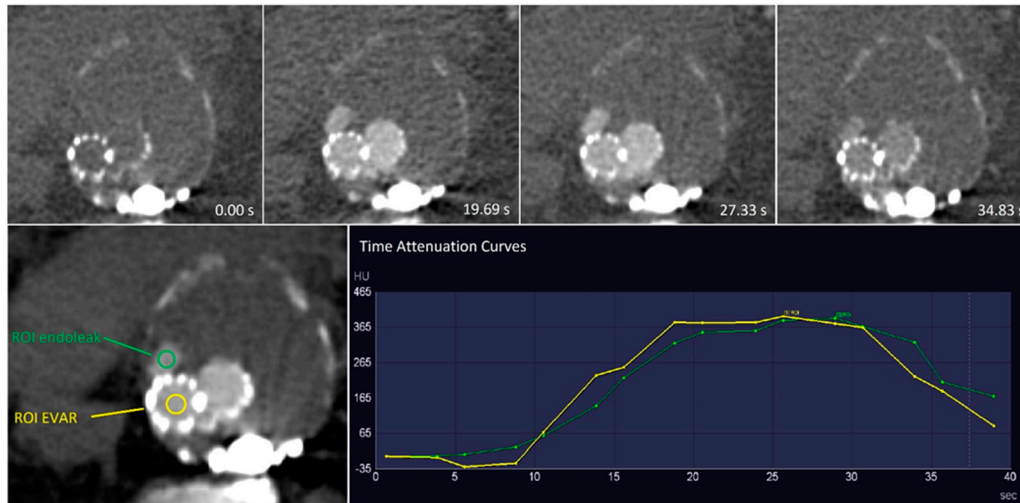 0.00 s
19.69 s
27.33 s
34.83 s
ROI endoleak
ROI EVAR
Time Attenuation Curves
HU
465
365
265
165
65
-35
0
5
10
15
20
25
30
35
40
sec